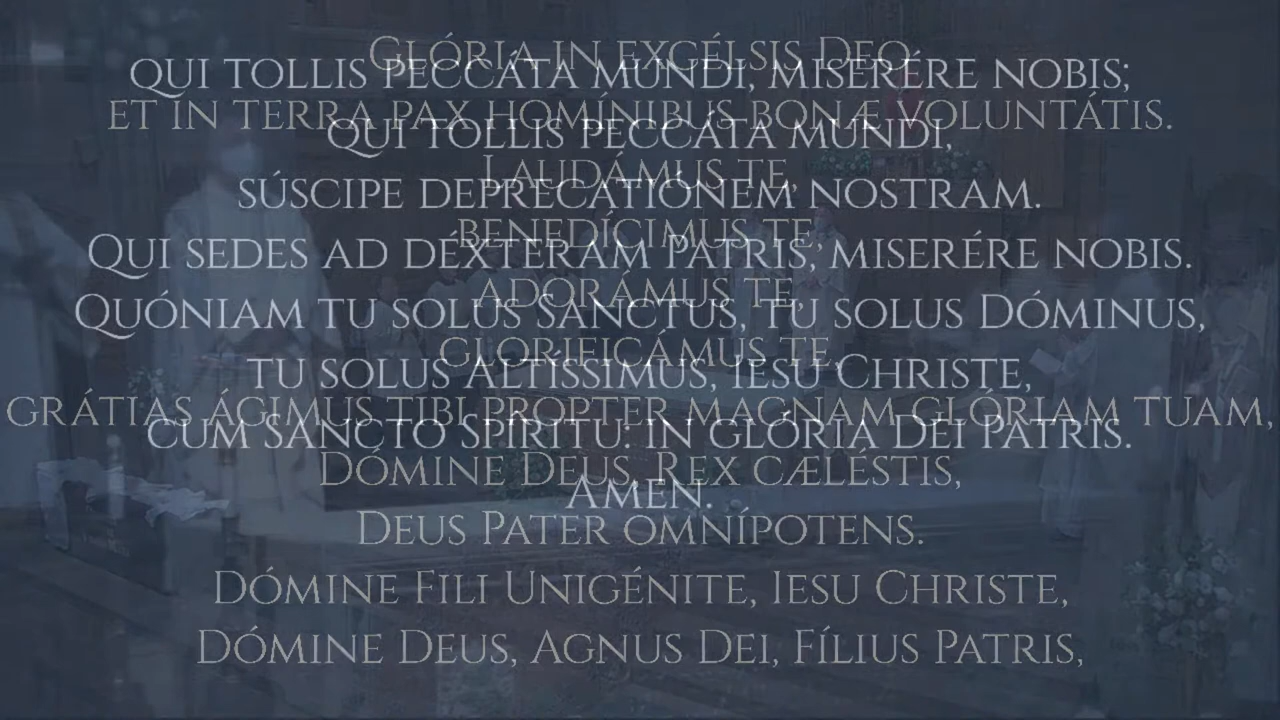 Glória in excélsis Deo
et in terra pax homínibus bonæ voluntátis.
Laudámus te,
benedícimus te,
adorámus te,
glorificámus te,
grátias ágimus tibi propter magnam glóriam tuam,
Dómine Deus, Rex cæléstis,
Deus Pater omnípotens.
Dómine Fili Unigénite, Iesu Christe,
Dómine Deus, Agnus Dei, Fílius Patris,
qui tollis peccáta mundi, miserére nobis;
qui tollis peccáta mundi,
súscipe deprecatiónem nostram.
Qui sedes ad déxteram Patris, miserére nobis.
Quóniam tu solus Sanctus, tu solus Dóminus,
tu solus Altíssimus, Iesu Christe,
cum Sancto Spíritu: in glória Dei Patris.
Amen.